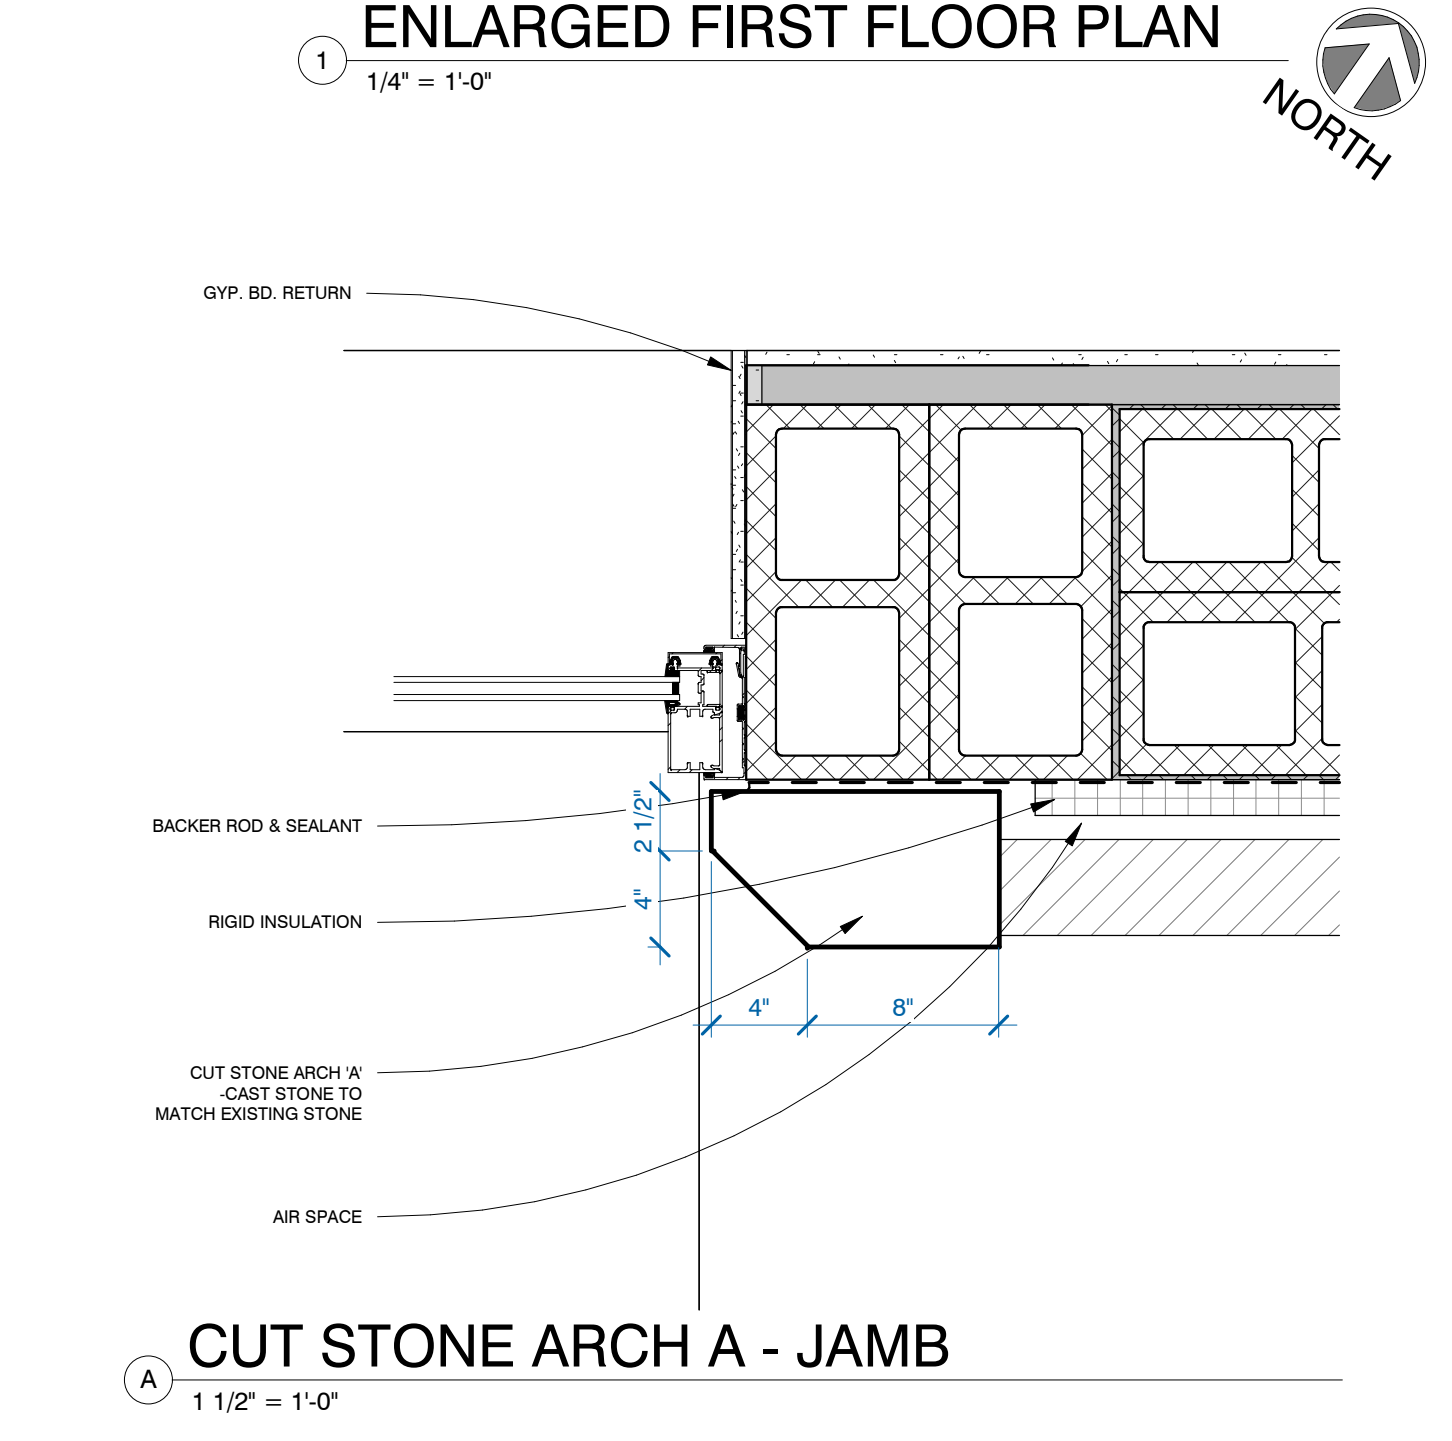 ENLARGED FIRST FLOOR PLAN
1
1/4" = 1'-0"
NORTH
GYP. BD. RETURN
2 1/2"
BACKER ROD & SEALANT
4"
RIGID INSULATION
4"
8"
CUT STONE ARCH 'A'
-CAST STONE TO
MATCH EXISTING STONE
AIR SPACE
CUT STONE ARCH A - JAMB
A
1 1/2" = 1'-0"